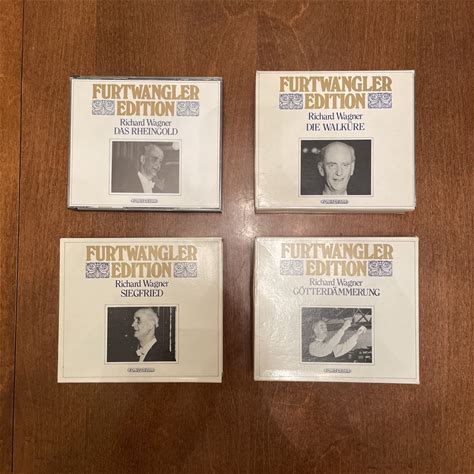 FURTWÄNGLER
EDITION
Richard Wagner
DAS RHEINGOLD
FURTWÄNGLER
EDITION
Richard Wagner
DIE WALKÜRE
FURTWÄNGLER
EDITION
Richard Wagner
SIEGFRIED
FURTWÄNGLER
EDITION
Richard Wagner
GÖTTERDÄMMERUNG